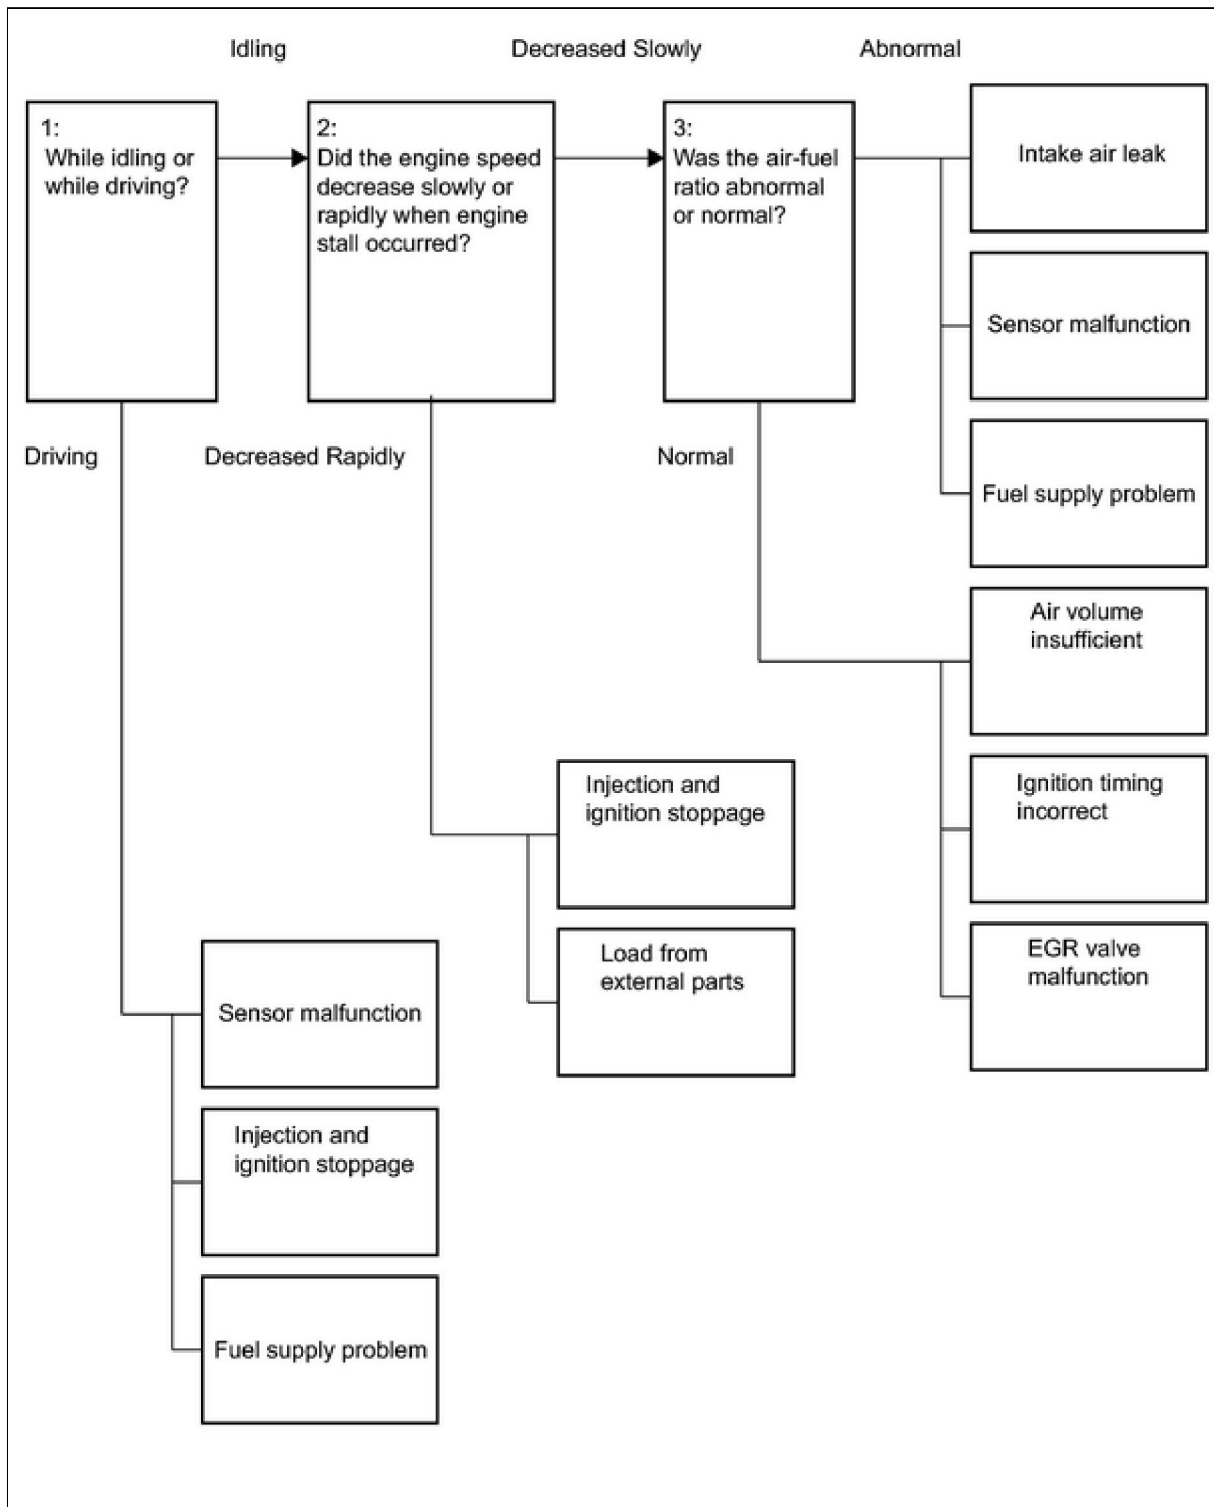 Idling
Decreased Slowly
Abnormal
1:
While idling or
while driving?
2:
Did the engine speed
decrease slowly or
rapidly when engine
stall occurred?
3:
Was the air-fuel
ratio abnormal
or normal?
Intake air leak
Sensor malfunction
Fuel supply problem
Driving
Decreased Rapidly
Normal
Air volume
insufficient
Ignition timing
incorrect
EGR valve
malfunction
Injection and
ignition stoppage
Load from
external parts
Sensor malfunction
Injection and
ignition stoppage
Fuel supply problem